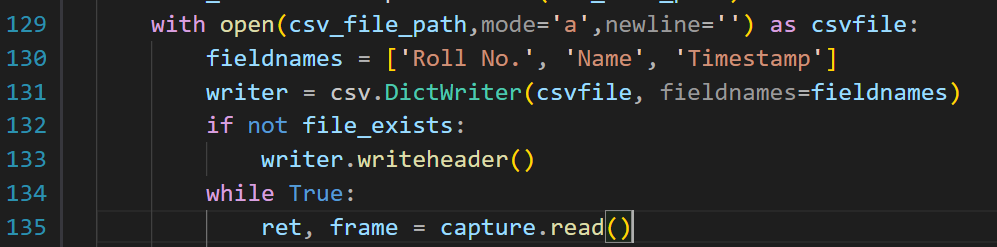 129 with open(csv_file_path,mode='a',newline='') as csvfile:
130 fieldnames = ['Roll No.', 'Name', 'Timestamp']
131 writer = csv.DictWriter(csvfile, fieldnames=fieldnames)
132 if not file_exists:
133 writer.writeheader()
134 while True:
135 ret, frame = capture.read()